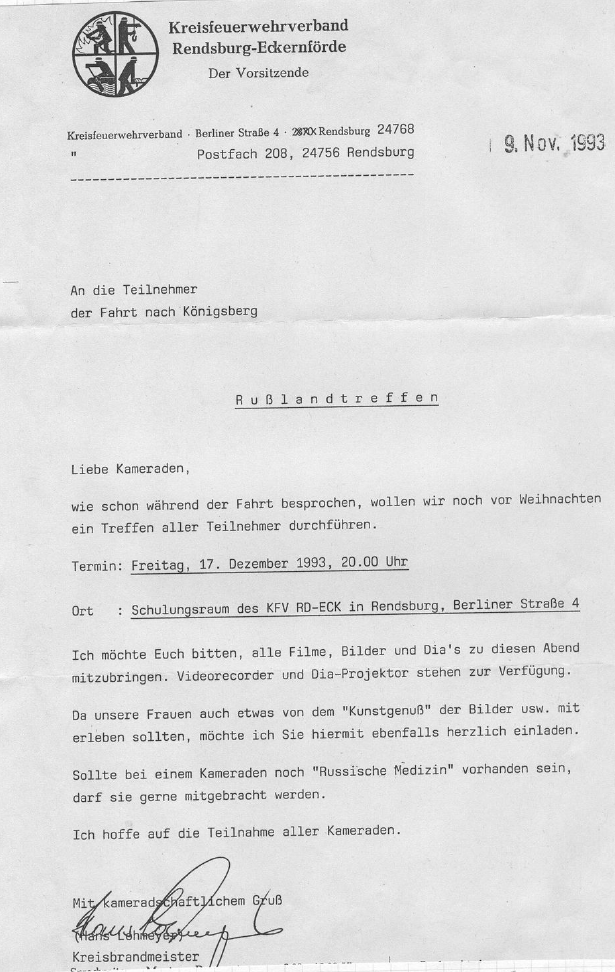 Kreisfeuerwehrverband
Rendsburg-Eckernförde
Der Vorsitzende
Kreisfeuerwehrverband · Berliner Straße 4 · Rendsburg 24768
" Postfach 208, 24756 Rendsburg
9. Nov. 1993
An die Teilnehmer
der Fahrt nach Königsberg
Rußlandtreffen
Liebe Kameraden,
wie schon während der Fahrt besprochen, wollen wir noch vor Weihnachten
ein Treffen aller Teilnehmer durchführen.
Termin: Freitag, 17. Dezember 1993, 20.00 Uhr
Ort : Schulungsraum des KFV RD-ECK in Rendsburg, Berliner Straße 4
Ich möchte Euch bitten, alle Filme, Bilder und Dia's zu diesen Abend
mitzubringen. Videorecorder und Dia-Projektor stehen zur Verfügung.
Da unsere Frauen auch etwas von dem "Kunstgenuß" der Bilder usw. mit
erleben sollten, möchte ich Sie hiermit ebenfalls herzlich einladen.
Sollte bei einem Kameraden noch "Russische Medizin" vorhanden sein,
darf sie gerne mitgebracht werden.
Ich hoffe auf die Teilnahme aller Kameraden.
Mit kameradschaftlichem Gruß
(Hans Lohmeyer)
Kreisbrandmeister